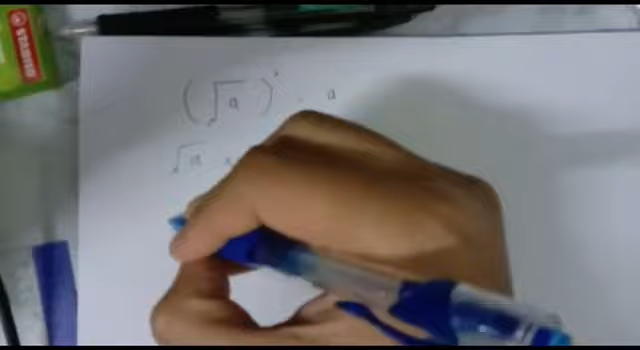 STABILO
(√a)² = a
√a ×